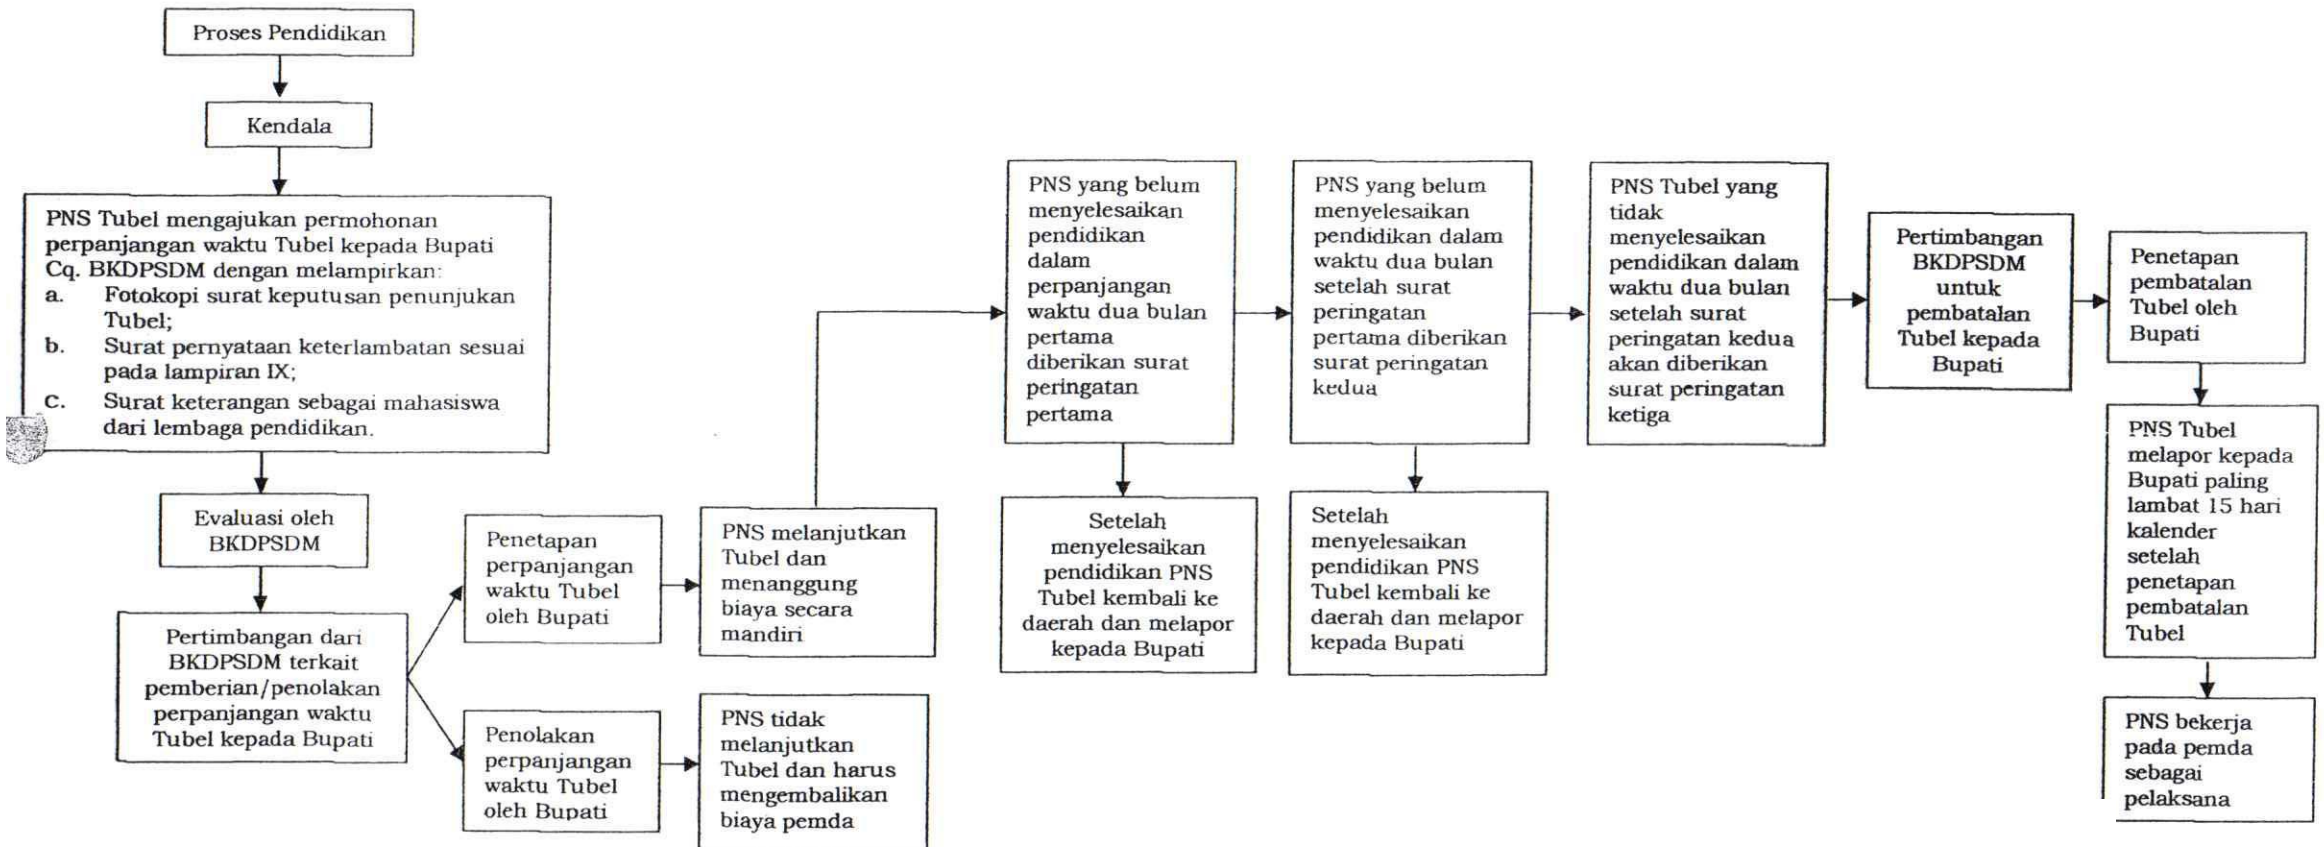 Proses Pendidikan
Kendala
PNS Tubel mengajukan permohonan
perpanjangan waktu Tubel kepada Bupati
Cq. BKDPSDM dengan melampirkan:
a. Fotokopi surat keputusan penunjukan
Tubel;
b. Surat pernyataan keterlambatan sesuai
pada lampiran IX;
c. Surat keterangan sebagai mahasiswa
dari lembaga pendidikan.
Evaluasi oleh
BKDPSDM
Pertimbangan dari
BKDPSDM terkait
pemberian/penolakan
perpanjangan waktu
Tubel kepada Bupati
Penetapan
perpanjangan
waktu Tubel
oleh Bupati
PNS melanjutkan
Tubel dan
menanggung
biaya secara
mandiri
Penolakan
perpanjangan
waktu Tubel
oleh Bupati
PNS tidak
melanjutkan
Tubel dan harus
mengembalikan
biaya pemda
PNS yang belum
menyelesaikan
pendidikan
dalam
perpanjangan
waktu dua bulan
pertama
diberikan surat
peringatan
pertama
Setelah
menyelesaikan
pendidikan PNS
Tubel kembali ke
daerah dan melapor
kepada Bupati
PNS yang belum
menyelesaikan
pendidikan dalam
waktu dua bulan
setelah surat
peringatan
pertama diberikan
surat peringatan
kedua
Setelah
menyelesaikan
pendidikan PNS
Tubel kembali ke
daerah dan melapor
kepada Bupati
PNS Tubel yang
tidak
menyelesaikan
pendidikan dalam
waktu dua bulan
setelah surat
peringatan kedua
akan diberikan
surat peringatan
ketiga
Pertimbangan
BKDPSDM
untuk
pembatalan
Tubel kepada
Bupati
Penetapan
pembatalan
Tubel oleh
Bupati
PNS Tubel
melapor kepada
Bupati paling
lambat 15 hari
kalender
setelah
penetapan
pembatalan
Tubel
PNS bekerja
pada pemda
sebagai
pelaksana